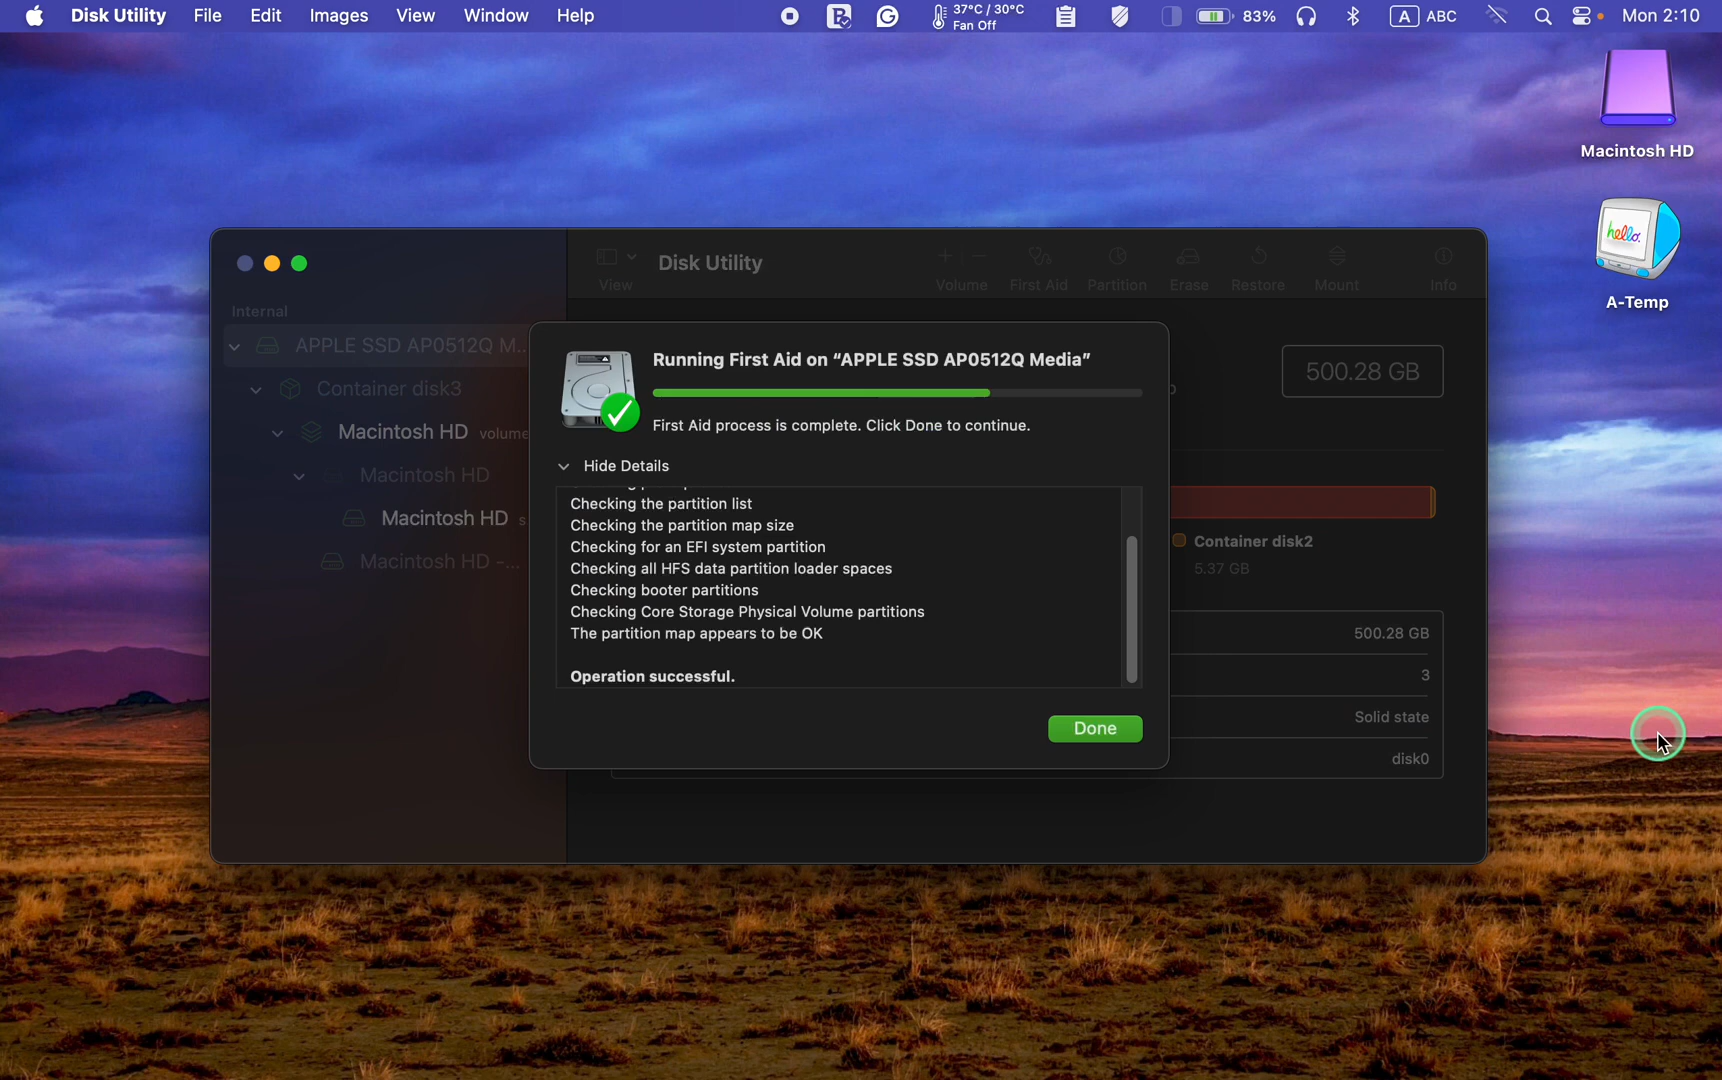 Disk Utility File Edit Images View Window Help 37°C / 30°C Fan Off 83% A ABC Mon 2:10
Macintosh HD
hello.
A-Temp
Disk Utility
View Volume First Aid Partition Erase Restore Mount Info
Internal
APPLE SSD AP0512Q M...
Container disk3
Macintosh HD volume
Macintosh HD
Macintosh HD s
Macintosh HD -...
Running First Aid on “APPLE SSD AP0512Q Media”
First Aid process is complete. Click Done to continue.
Hide Details
Checking the partition list
Checking the partition map size
Checking for an EFI system partition
Checking all HFS data partition loader spaces
Checking booter partitions
Checking Core Storage Physical Volume partitions
The partition map appears to be OK
Operation successful.
Done
500.28 GB
Container disk2
5.37 GB
500.28 GB
3
Solid state
disk0